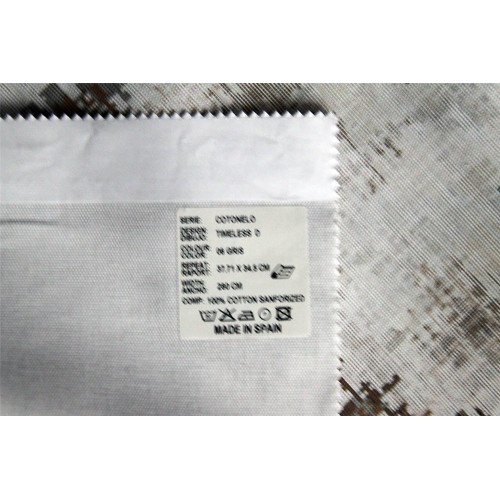 SERIE: COTONELO
DESIGN DIBUJO: TIMELESS D
COLOUR COLOR: 06 GRIS
REPEAT RAPORT: 37,71 X 34.5 CM
WIDTH ANCHO: 280 CM
COMP: 100% COTTON SANFORIZED
MADE IN SPAIN